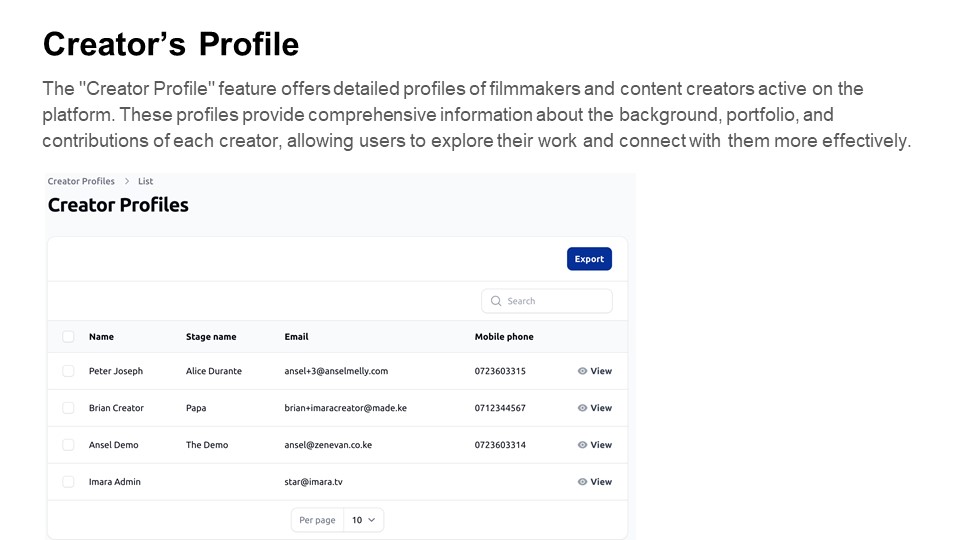 Creator’s Profile
The "Creator Profile" feature offers detailed profiles of filmmakers and content creators active on the
platform. These profiles provide comprehensive information about the background, portfolio, and
contributions of each creator, allowing users to explore their work and connect with them more effectively.
Creator Profiles > List
Creator Profiles
Export
Search
Name Stage name Email Mobile phone
Peter Joseph Alice Durante ansel+3@anselmelly.com 0723603315 View
Brian Creator Papa brian+imaracreator@made.ke 0712344567 View
Ansel Demo The Demo ansel@zenevan.co.ke 0723603314 View
Imara Admin star@imara.tv View
Per page 10